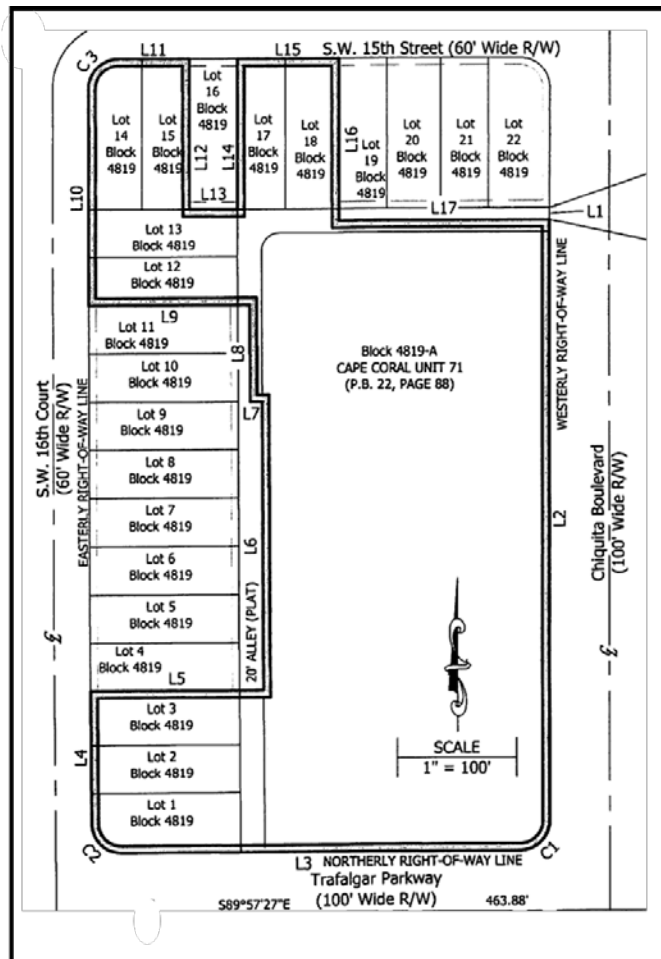 L11
L15
S.W. 15th Street (60' Wide R/W)
C 3
Lot
14
Block
4819
Lot
15
Block
4819
Lot
16
Block
4819
L12
L14
L13
Lot
17
Block
4819
Lot
18
Block
4819
L16
Lot
19
Block
4819
Lot
20
Block
4819
Lot
21
Block
4819
Lot
22
Block
4819
L10
L17
L1
Lot 13
Block 4819
Lot 12
Block 4819
L9
Lot 11
Block 4819
L8
Lot 10
Block 4819
L7
Lot 9
Block 4819
Lot 8
Block 4819
Lot 7
Block 4819
L6
Lot 6
Block 4819
Lot 5
Block 4819
Lot 4
Block 4819
L5
20' ALLEY (PLAT)
Lot 3
Block 4819
L4
Lot 2
Block 4819
Lot 1
Block 4819
C2
S.W. 16th Court
(60' Wide R/W)
EASTERLY RIGHT-OF-WAY LINE
Block 4819-A
CAPE CORAL UNIT 71
(P.B. 22, PAGE 88)
WESTERLY RIGHT-OF-WAY LINE
L2
Chiquita Boulevard
(100' Wide R/W)
SCALE
1" = 100'
C1
L3 NORTHERLY RIGHT-OF-WAY LINE
Trafalgar Parkway
S89°57'27"E (100' Wide R/W) 463.88'